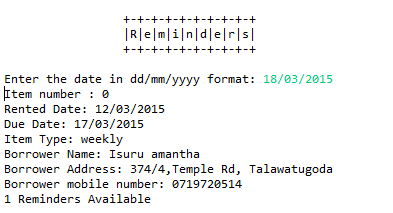 +-+-+-+-+-+-+-+-+-+
|R|e|m|i|n|d|e|r|s|
+-+-+-+-+-+-+-+-+-+
Enter the date in dd/mm/yyyy format: 18/03/2015
Item number : 0
Rented Date: 12/03/2015
Due Date: 17/03/2015
Item Type: weekly
Borrower Name: Isuru amantha
Borrower Address: 374/4,Temple Rd, Talawatugoda
Borrower mobile number: 0719720514
1 Reminders Available